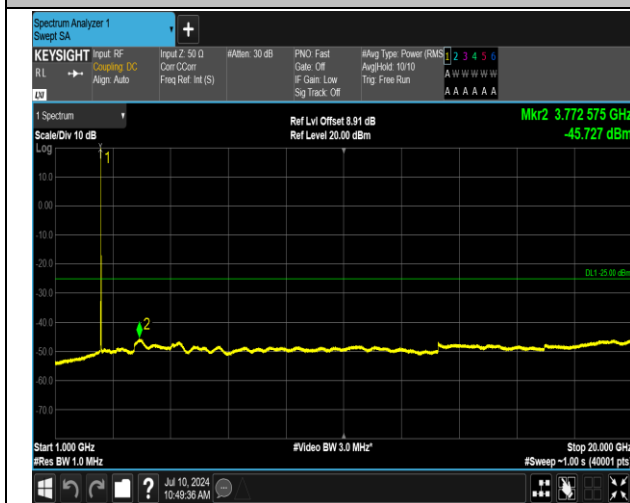 Spectrum Analyzer 1
Swept SA
+
KEYSIGHT
RL
LXI
Input: RF
Coupling: DC
Align: Auto
Input Z: 50 Ω
Corr CCorr
Freq Ref: Int (S)
#Atten: 30 dB
PNO: Fast
Gate: Off
IF Gain: Low
Sig Track: Off
#Avg Type: Power (RMS
Avg|Hold: 10/10
Trig: Free Run
1 2 3 4 5 6
A W W W W W
A A A A A A
1 Spectrum
Scale/Div 10 dB
Log
Ref Lvl Offset 8.91 dB
Ref Level 20.00 dBm
Mkr2 3.772 575 GHz
-45.727 dBm
1
10.0
0.00
-10.0
-20.0
DL1 -25.00 dBm
-30.0
-40.0
2
-50.0
-60.0
-70.0
Start 1.000 GHz
#Res BW 1.0 MHz
#Video BW 3.0 MHz*
Stop 20.000 GHz
#Sweep ~1.00 s (40001 pts)
?
Jul 10, 2024
10:49:36 AM